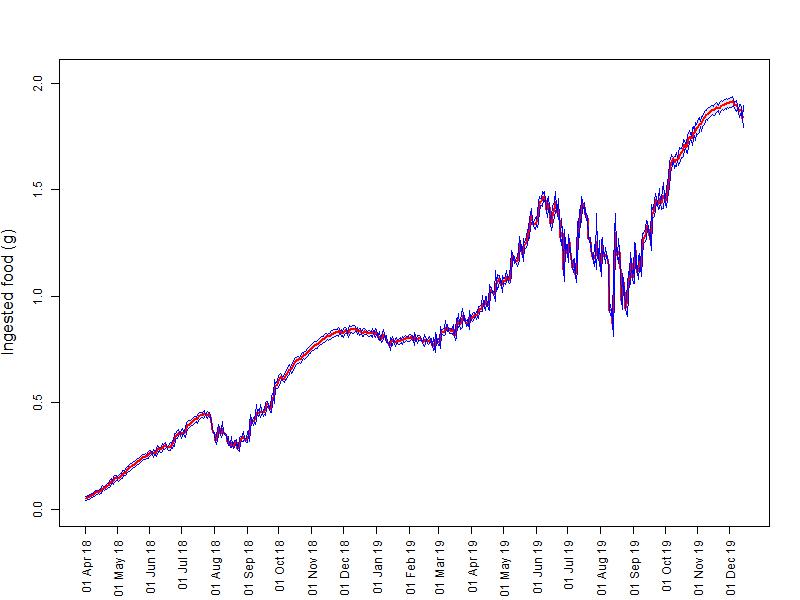 Ingested food (g)
2.0
1.5
1.0
0.5
0.0
01 Apr 18
01 May 18
01 Jun 18
01 Jul 18
01 Aug 18
01 Sep 18
01 Oct 18
01 Nov 18
01 Dec 18
01 Jan 19
01 Feb 19
01 Mar 19
01 Apr 19
01 May 19
01 Jun 19
01 Jul 19
01 Aug 19
01 Sep 19
01 Oct 19
01 Nov 19
01 Dec 19